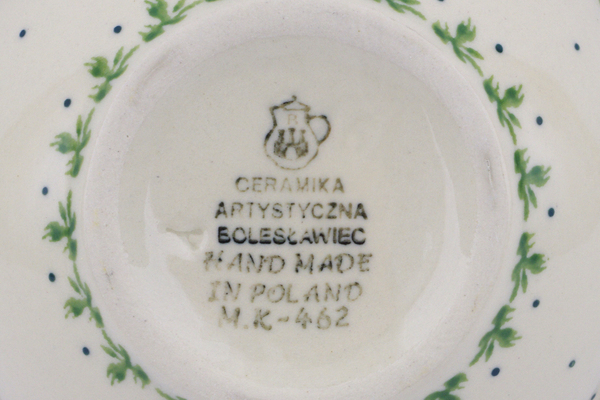 B
CERAMIKA
ARTYSTYCZNA
BOLESŁAWIEC
HAND MADE
IN POLAND
M.K-462